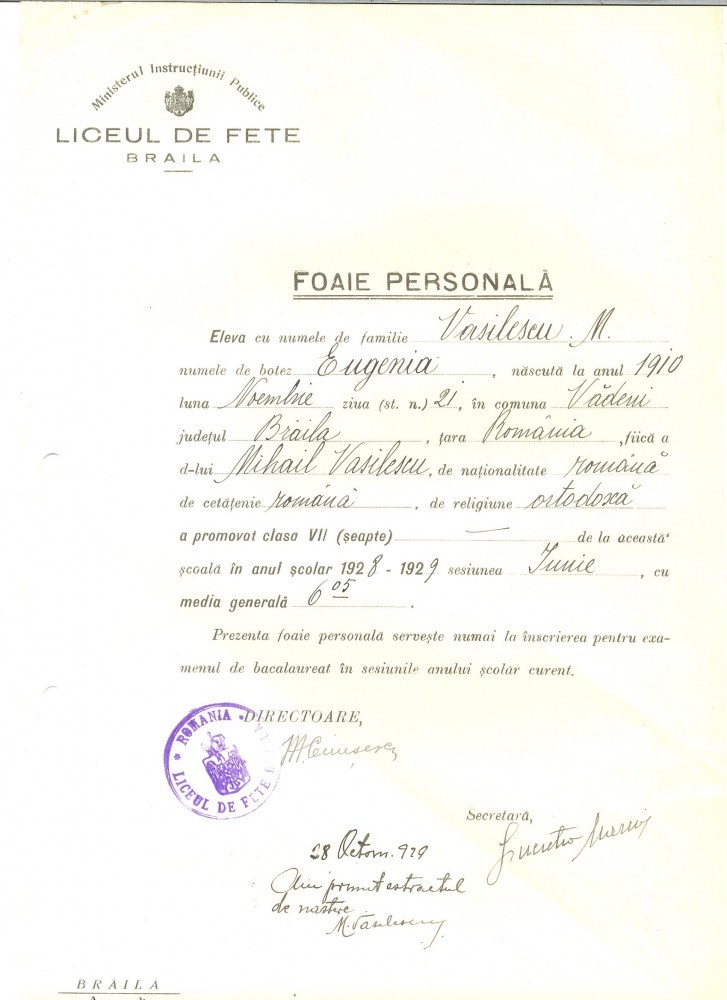 Ministerul Instrucțiunii Publice
LICEUL DE FETE
BRAILA
FOAIE PERSONALĂ
Eleva cu numele de familie Vasilescu M.
numele de botez Eugenia, născută la anul 1910
luna Noembrie ziua (st. n.) 21, în comuna Vădeni
județul Brăila, țara România, fiică a
d-lui Mihail Vasilescu, de naționalitate română
de cetățenie română, de religiune ortodoxă
a promovat clasa VII (șeapte) — de la această
școală în anul școlar 1928 - 1929 sesiunea Iunie, cu
media generală 6 05.
Prezenta foaie personală servește numai la înscrierea pentru exa-
menul de bacalaureat în sesiunile anului școlar curent.
DIRECTOARE,
ROMANIA
LICEUL DE FETE
Secretară,
28 Octom. 929
Am primit extractul
de naștere
M. Vasilescu
BRAILA